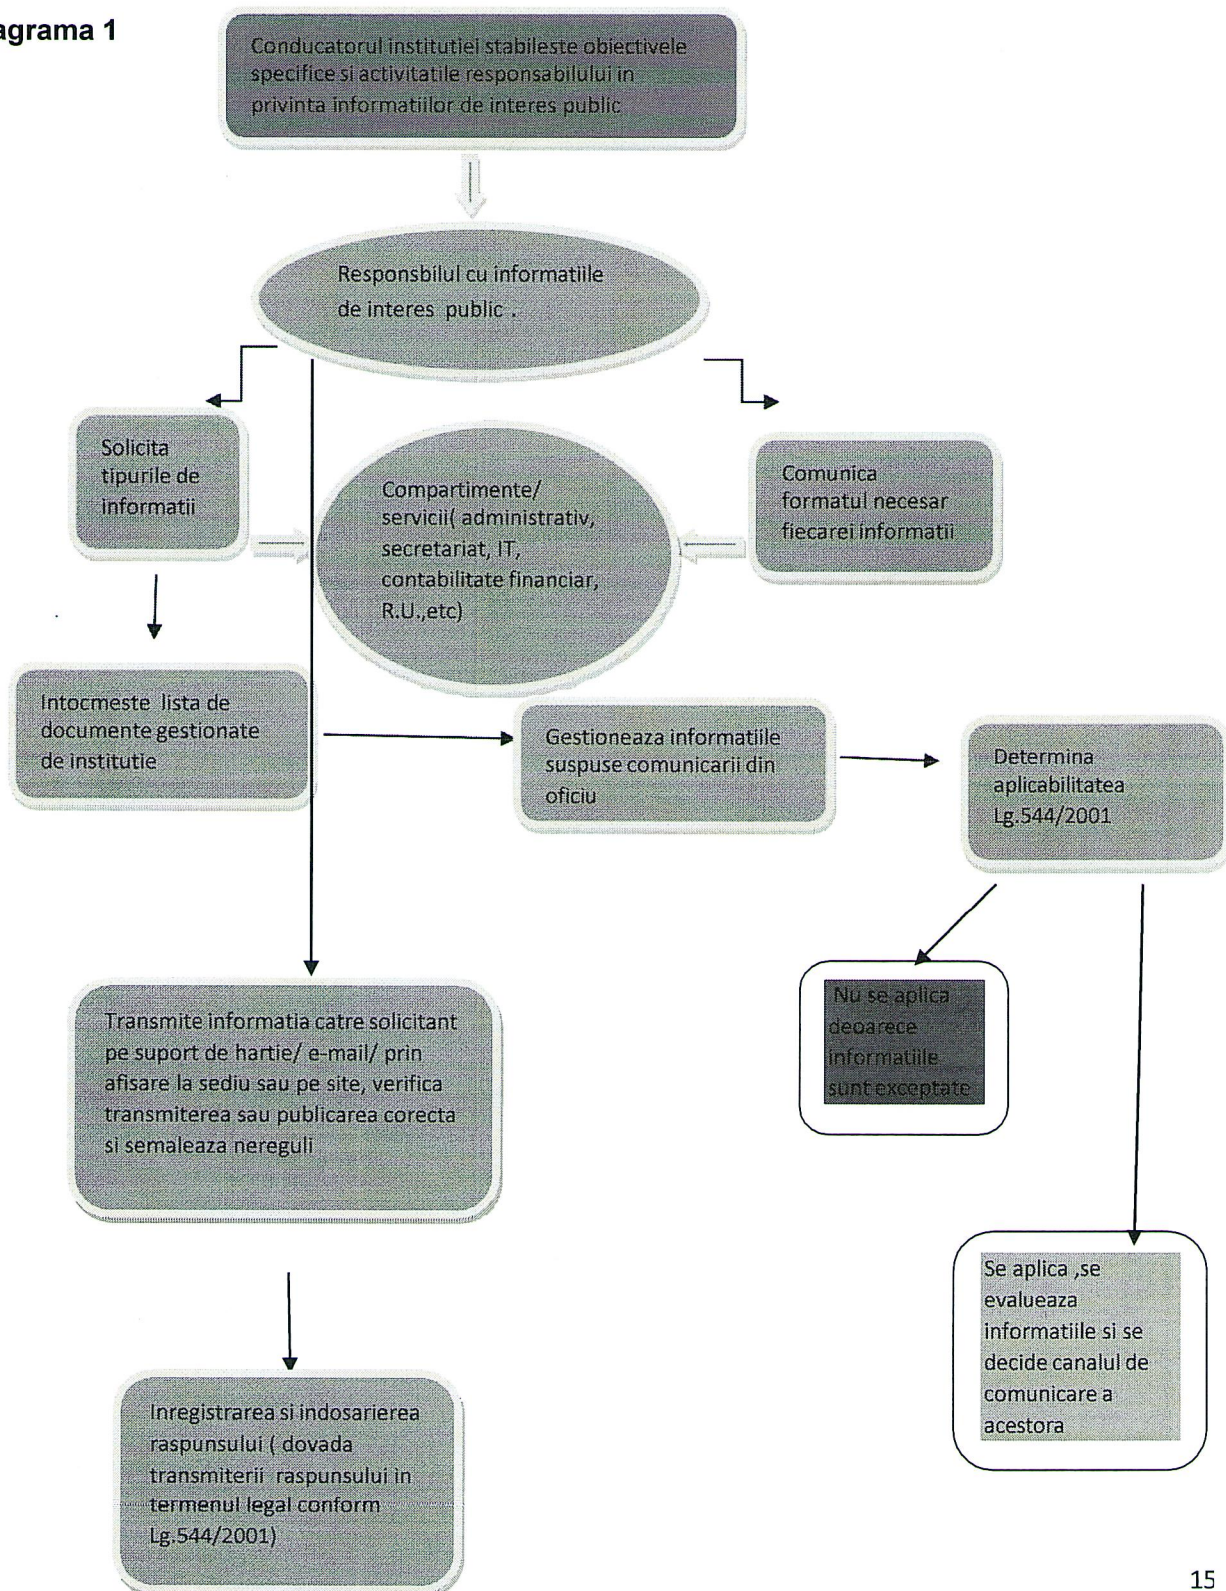 agrama 1
Conducatorul institutiei stabileste obiectivele
specifice si activitatile responsabilului in
privinta informatiilor de interes public
Responsbilul cu informatiile
de interes public .
Solicita
tipurile de
informatii
Compartimente/
servicii( administrativ,
secretariat, IT,
contabilitate financiar,
R.U.,etc)
Comunica
formatul necesar
fiecarei informatii
Intocmeste lista de
documente gestionate
de institutie
Gestioneaza informatiile
suspuse comunicarii din
oficiu
Determina
aplicabilitatea
Lg.544/2001
Nu se aplica
deoarece
informatiile
sunt exceptate
Transmite informatia catre solicitant
pe suport de hartie/ e-mail/ prin
afisare la sediu sau pe site, verifica
transmiterea sau publicarea corecta
si semaleaza nereguli
Se aplica ,se
evalueaza
informatiile si se
decide canalul de
comunicare a
acestora
Inregistrarea si indosarierea
raspunsului ( dovada
transmiterii raspunsului in
termenul legal conform
Lg.544/2001)
15